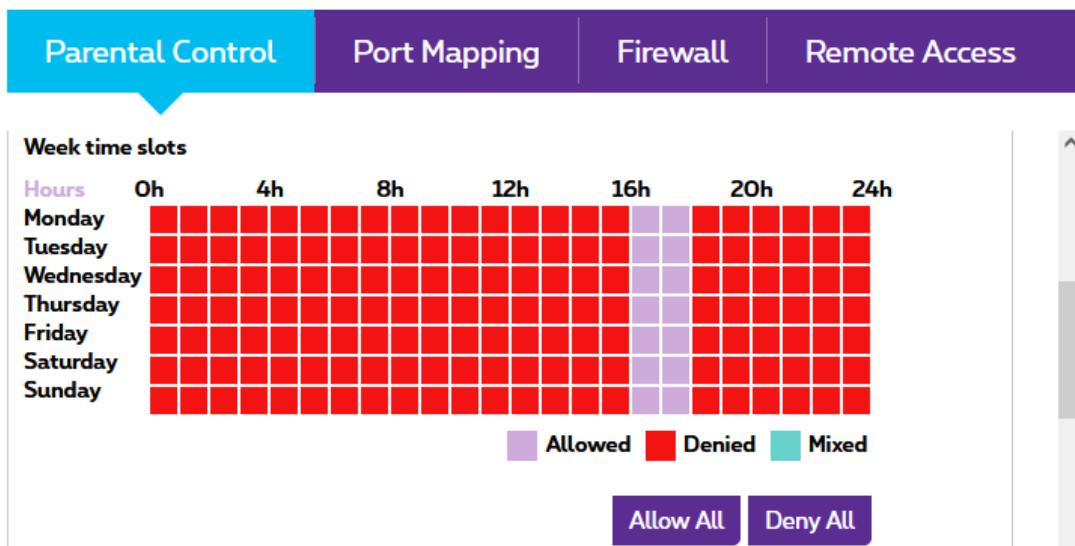 Parental Control Port Mapping Firewall Remote Access
Week time slots
Hours 0h 4h 8h 12h 16h 20h 24h
Monday
Tuesday
Wednesday
Thursday
Friday
Saturday
Sunday
Allowed Denied Mixed
Allow All Deny All